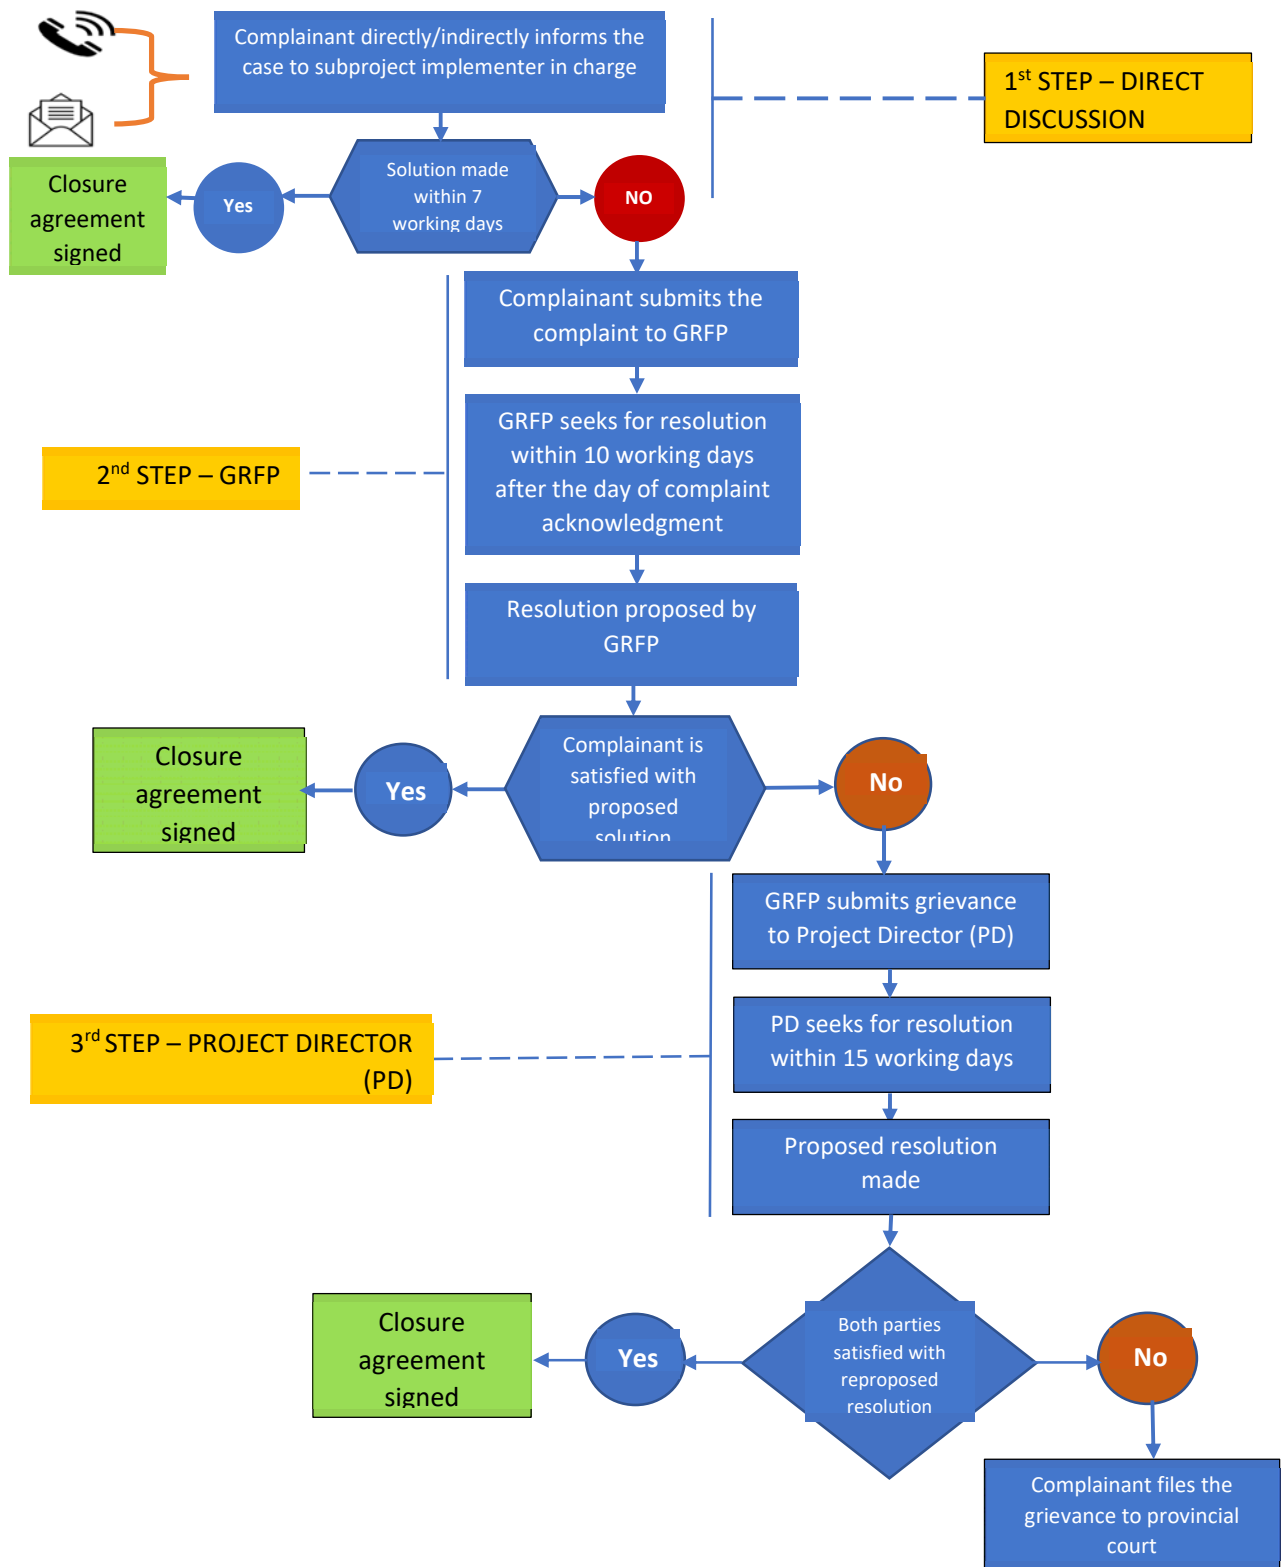 Complainant directly/indirectly informs the
case to subproject implementer in charge
1st STEP – DIRECT
DISCUSSION
Solution made
within 7
working days
Yes
NO
Closure
agreement
signed
Complainant submits the
complaint to GRFP
GRFP seeks for resolution
within 10 working days
after the day of complaint
acknowledgment
2nd STEP – GRFP
Resolution proposed by
GRFP
Complainant is
satisfied with
proposed
solution
Yes
No
Closure
agreement
signed
GRFP submits grievance
to Project Director (PD)
PD seeks for resolution
within 15 working days
3rd STEP – PROJECT DIRECTOR
(PD)
Proposed resolution
made
Both parties
satisfied with
reproposed
resolution
Yes
No
Closure
agreement
signed
Complainant files the
grievance to provincial
court